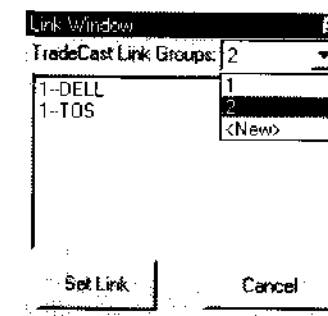 Link Window
TradeCast Link Groups: 2
1--DELL
1--TOS
1
2
<New>
Set Link
Cancel